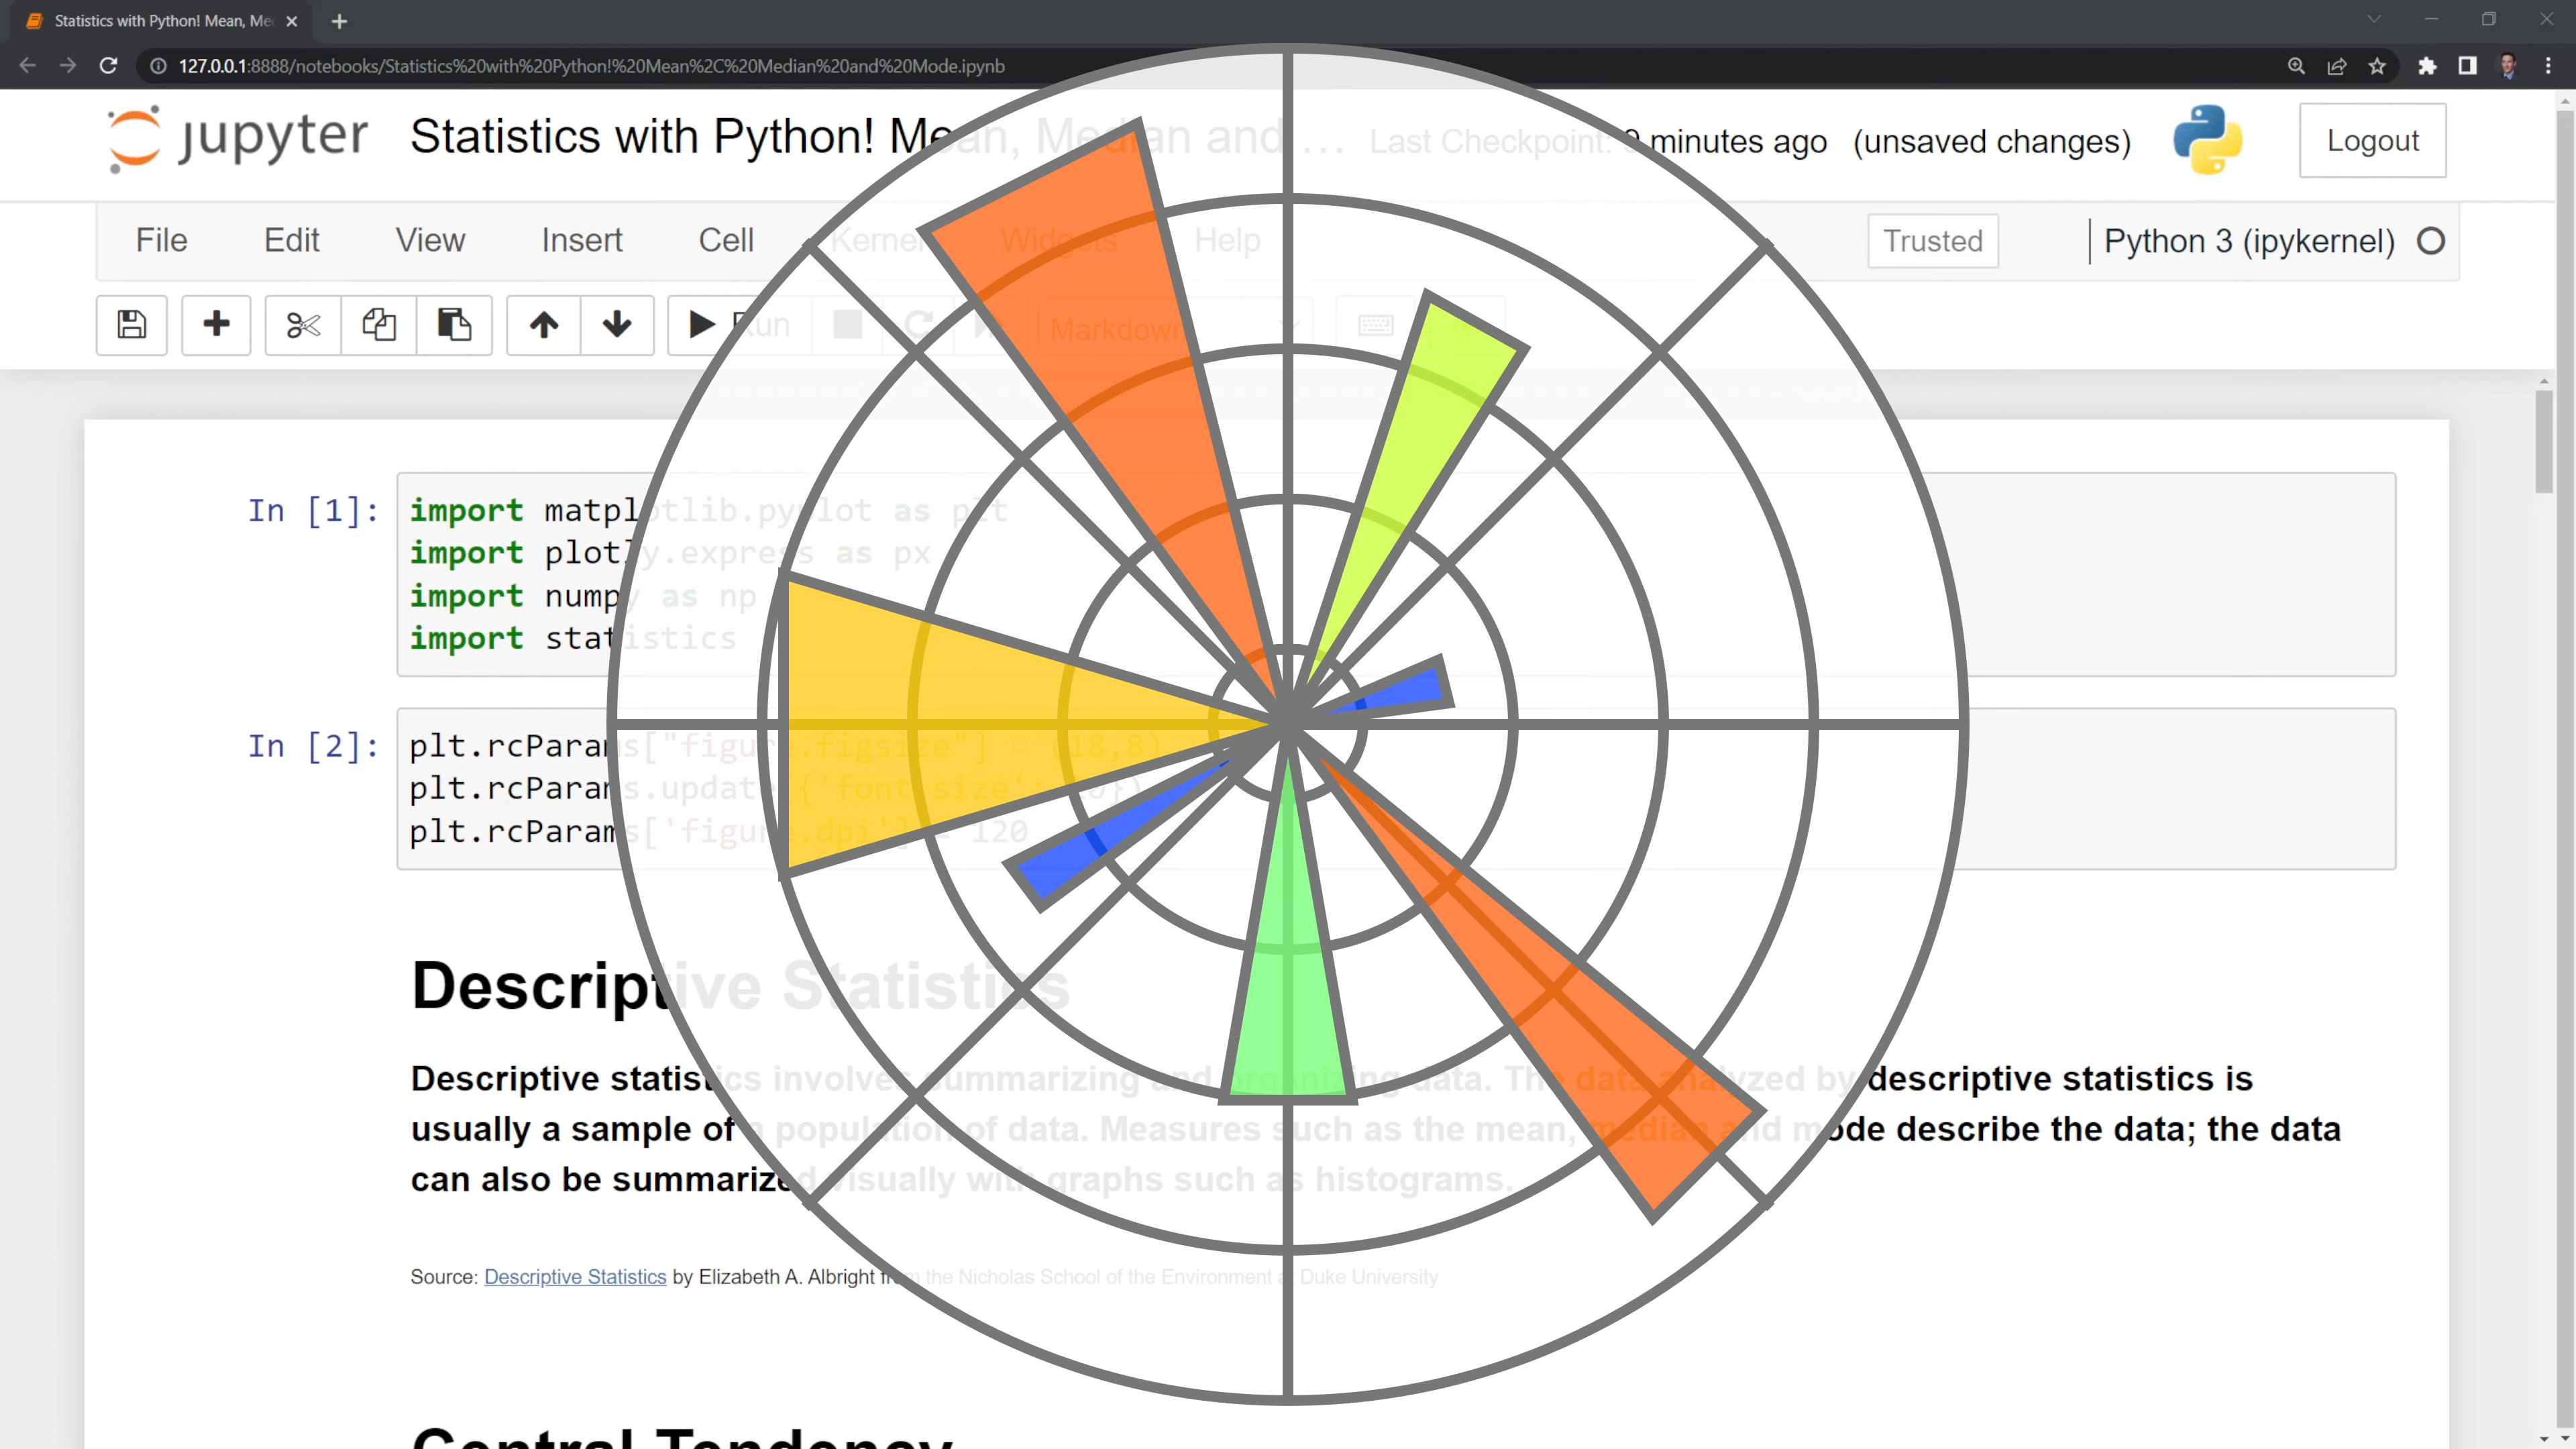 Statistics with Python! Mean, Me
127.0.0.1:8888/notebooks/Statistics%20with%20Python!%20Mean%2C%20Median%20and%20Mode.ipynb
jupyter Statistics with Python! Mean, Median and ... Last Checkpoint: 9 minutes ago (unsaved changes) Logout
File Edit View Insert Cell Kernel Widgets Help Trusted Python 3 (ipykernel)
Run Markdown
In [1]: import matplotlib.pyplot as plt
import plotly.express as px
import numpy as np
import statistics
In [2]: plt.rcParams["figure.figsize"] = (18,8)
plt.rcParams.update({'font.size':
plt.rcParams['figure.dpi'] = 120
Descriptive Statistics
Descriptive statistics involves summarizing and organizing data. The data analyzed by descriptive statistics is
usually a sample of a population of data. Measures such as the mean, median and mode describe the data; the data
can also be summarized visually with graphs such as histograms.
Source: Descriptive Statistics by Elizabeth A. Albright from the Nicholas School of the Environment at Duke University
Central Tendency